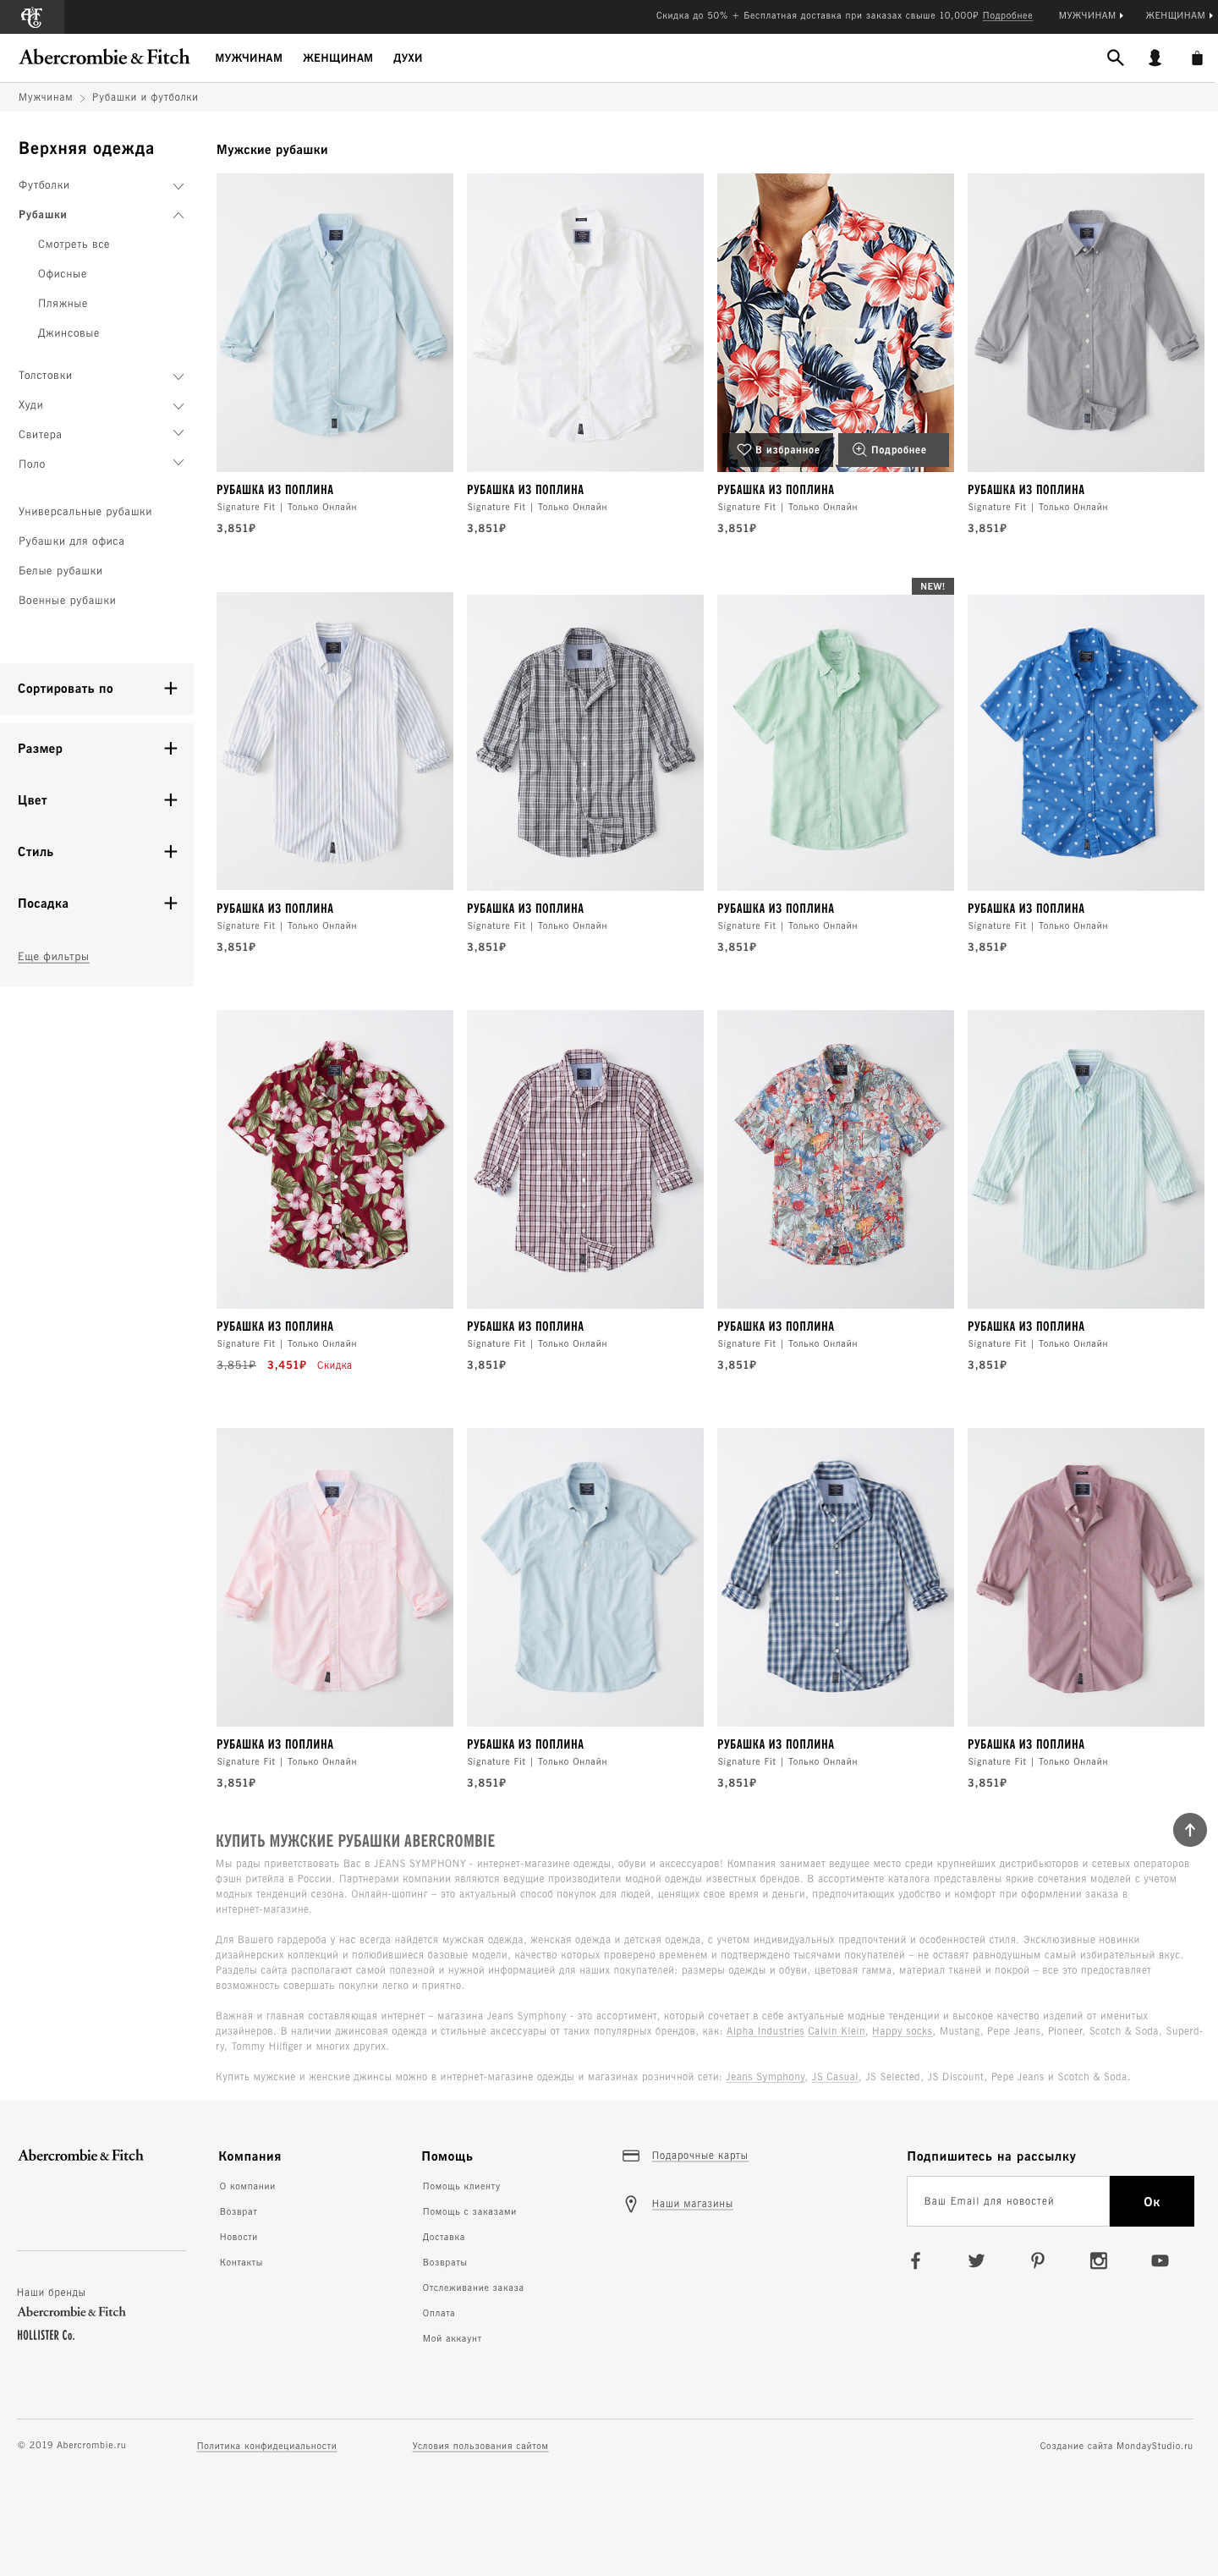 Скидка до 50% + Бесплатная доставка при заказах свыше 10,000₽ Подробнее МУЖЧИНАМ ЖЕНЩИНАМ
Abercrombie & Fitch МУЖЧИНАМ ЖЕНЩИНАМ ДУХИ
Мужчинам Рубашки и футболки
Верхняя одежда
Футболки
Рубашки
Смотреть все
Офисные
Пляжные
Джинсовые
Толстовки
Худи
Свитера
Поло
Универсальные рубашки
Рубашки для офиса
Белые рубашки
Военные рубашки
Сортировать по
Размер
Цвет
Стиль
Посадка
Еще фильтры
Мужские рубашки
В избранное Подробнее
РУБАШКА ИЗ ПОПЛИНА РУБАШКА ИЗ ПОПЛИНА РУБАШКА ИЗ ПОПЛИНА РУБАШКА ИЗ ПОПЛИНА
Signature Fit | Только Онлайн Signature Fit | Только Онлайн Signature Fit | Только Онлайн Signature Fit | Только Онлайн
3,851₽ 3,851₽ 3,851₽ 3,851₽
NEW!
РУБАШКА ИЗ ПОПЛИНА РУБАШКА ИЗ ПОПЛИНА РУБАШКА ИЗ ПОПЛИНА РУБАШКА ИЗ ПОПЛИНА
Signature Fit | Только Онлайн Signature Fit | Только Онлайн Signature Fit | Только Онлайн Signature Fit | Только Онлайн
3,851₽ 3,851₽ 3,851₽ 3,851₽
РУБАШКА ИЗ ПОПЛИНА РУБАШКА ИЗ ПОПЛИНА РУБАШКА ИЗ ПОПЛИНА РУБАШКА ИЗ ПОПЛИНА
Signature Fit | Только Онлайн Signature Fit | Только Онлайн Signature Fit | Только Онлайн Signature Fit | Только Онлайн
3,851₽ 3,451₽ Скидка 3,851₽ 3,851₽ 3,851₽
РУБАШКА ИЗ ПОПЛИНА РУБАШКА ИЗ ПОПЛИНА РУБАШКА ИЗ ПОПЛИНА РУБАШКА ИЗ ПОПЛИНА
Signature Fit | Только Онлайн Signature Fit | Только Онлайн Signature Fit | Только Онлайн Signature Fit | Только Онлайн
3,851₽ 3,851₽ 3,851₽ 3,851₽
КУПИТЬ МУЖСКИЕ РУБАШКИ ABERCROMBIE
Мы рады приветствовать Вас в JEANS SYMPHONY - интернет-магазине одежды, обуви и аксессуаров! Компания занимает ведущее место среди крупнейших дистрибьюторов и сетевых операторов
фэшн ритейла в России. Партнерами компании являются ведущие производители модной одежды известных брендов. В ассортименте каталога представлены яркие сочетания моделей с учетом
модных тенденций сезона. Онлайн-шопинг – это актуальный способ покупок для людей, ценящих свое время и деньги, предпочитающих удобство и комфорт при оформлении заказа в
интернет-магазине.
Для Вашего гардероба у нас всегда найдется мужская одежда, женская одежда и детская одежда, с учетом индивидуальных предпочтений и особенностей стиля. Эксклюзивные новинки
дизайнерских коллекций и полюбившиеся базовые модели, качество которых проверено временем и подтверждено тысячами покупателей – не оставят равнодушным самый избирательный вкус.
Разделы сайта располагают самой полезной и нужной информацией для наших покупателей: размеры одежды и обуви, цветовая гамма, материал тканей и покрой – все это предоставляет
возможность совершать покупки легко и приятно.
Важная и главная составляющая интернет – магазина Jeans Symphony - это ассортимент, который сочетает в себе актуальные модные тенденции и высокое качество изделий от именитых
дизайнеров. В наличии джинсовая одежда и стильные аксессуары от таких популярных брендов, как: Alpha Industries Calvin Klein, Happy socks, Mustang, Pepe Jeans, Pioneer, Scotch & Soda, Superd-
ry, Tommy Hilfiger и многих других.
Купить мужские и женские джинсы можно в интернет-магазине одежды и магазинах розничной сети: Jeans Symphony, JS Casual, JS Selected, JS Discount, Pepe Jeans и Scotch & Soda.
Abercrombie & Fitch
Наши бренды
Abercrombie & Fitch
HOLLISTER Co.
Компания
О компании
Возврат
Новости
Контакты
Помощь
Помощь клиенту
Помощь с заказами
Доставка
Возвраты
Отслеживание заказа
Оплата
Мой аккаунт
Подарочные карты
Наши магазины
Подпишитесь на рассылку
Ваш Email для новостей Ок
© 2019 Abercrombie.ru Политика конфидециальности Условия пользования сайтом Создание сайта MondayStudio.ru